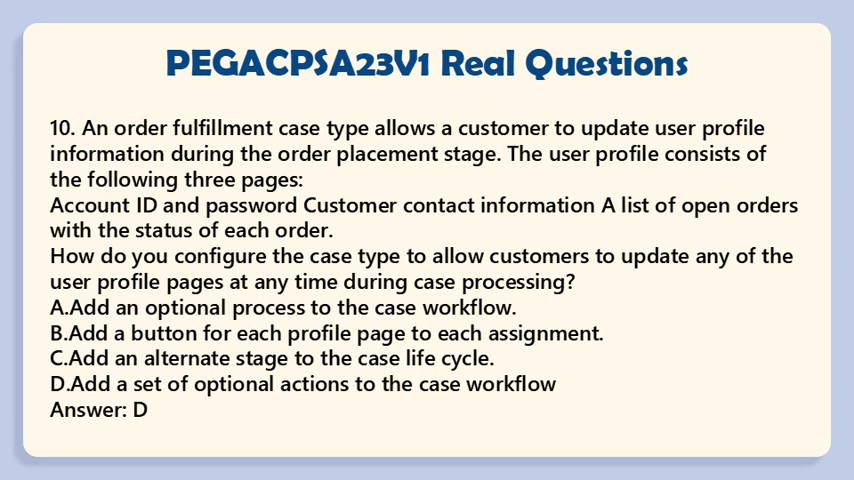 PEGACPSA23V1 Real Questions
10. An order fulfillment case type allows a customer to update user profile
information during the order placement stage. The user profile consists of
the following three pages:
Account ID and password Customer contact information A list of open orders
with the status of each order.
How do you configure the case type to allow customers to update any of the
user profile pages at any time during case processing?
A.Add an optional process to the case workflow.
B.Add a button for each profile page to each assignment.
C.Add an alternate stage to the case life cycle.
D.Add a set of optional actions to the case workflow
Answer: D